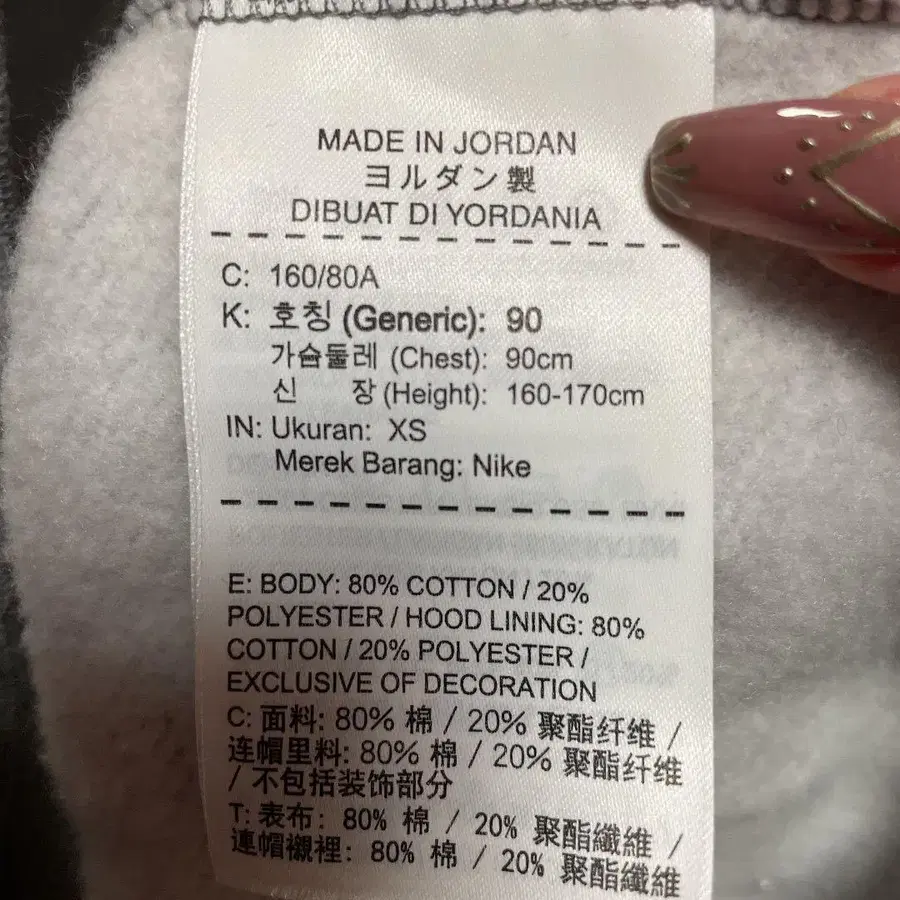 MADE IN JORDAN
ヨルダン製
DIBUAT DI YORDANIA
C: 160/80A
K: 호칭 (Generic): 90
가슴둘레 (Chest): 90cm
신 장 (Height): 160-170cm
IN: Ukuran: XS
Merek Barang: Nike
E: BODY: 80% COTTON / 20%
POLYESTER / HOOD LINING: 80%
COTTON / 20% POLYESTER /
EXCLUSIVE OF DECORATION
C: 面料: 80% 棉 / 20% 聚酯纤维 /
连帽里料: 80% 棉 / 20% 聚酯纤维
/ 不包括装饰部分
T: 表布: 80% 棉 / 20% 聚酯纖維 /
連帽襯裡: 80% 棉 / 20% 聚酯纖維